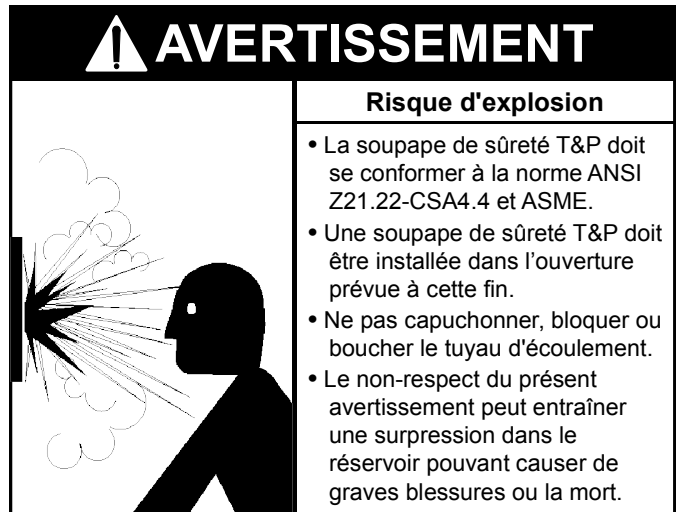 AVERTISSEMENT
Risque d'explosion
• La soupape de sûreté T&P doit
se conformer à la norme ANSI
Z21.22-CSA4.4 et ASME.
• Une soupape de sûreté T&P doit
être installée dans l’ouverture
prévue à cette fin.
• Ne pas capuchonner, bloquer ou
boucher le tuyau d'écoulement.
• Le non-respect du présent
avertissement peut entraîner
une surpression dans le
réservoir pouvant causer de
graves blessures ou la mort.